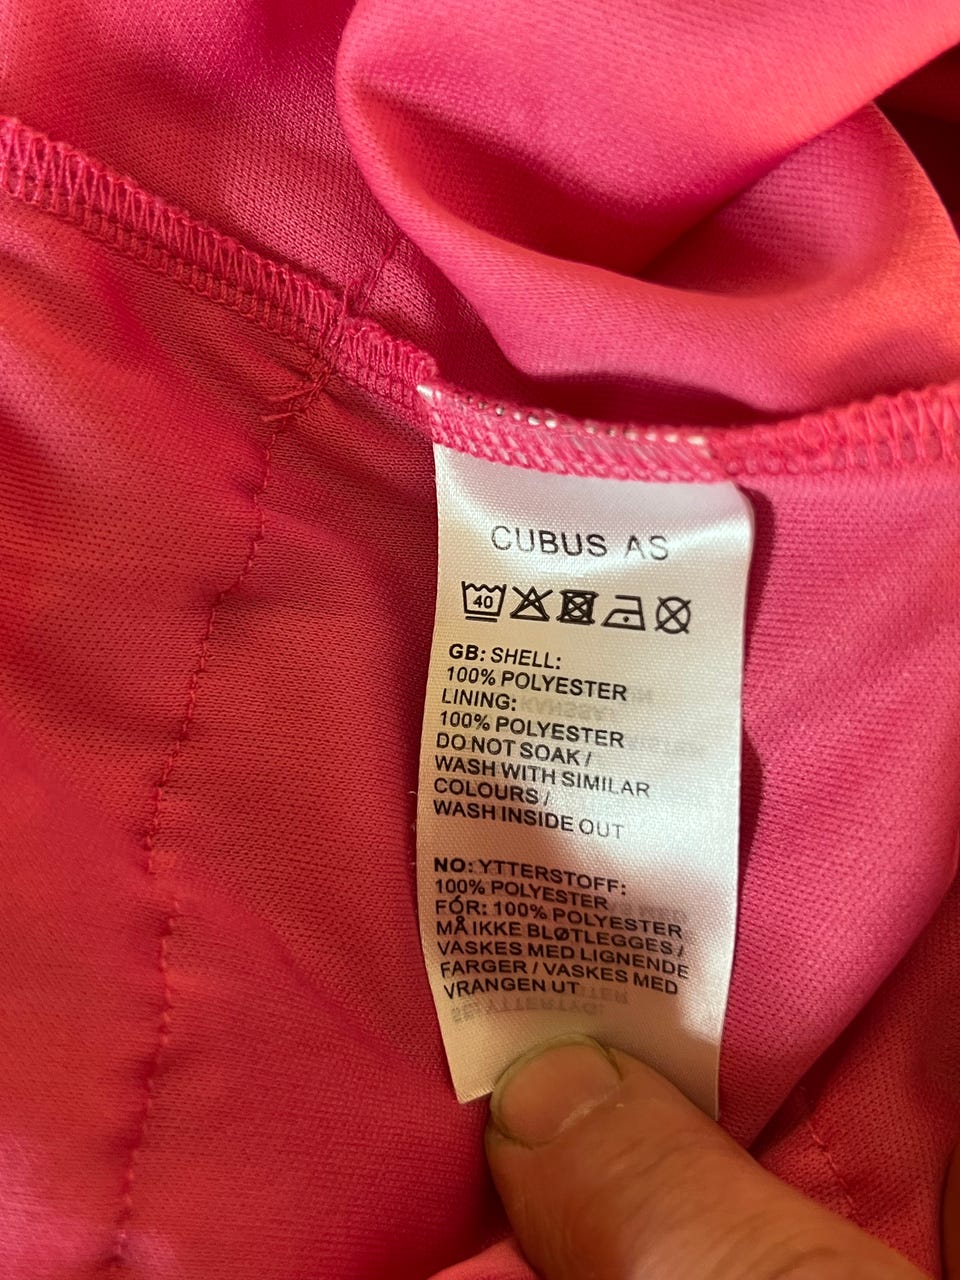 CUBUS AS
40
GB: SHELL:
100% POLYESTER
LINING:
100% POLYESTER
DO NOT SOAK /
WASH WITH SIMILAR
COLOURS /
WASH INSIDE OUT
NO: YTTERSTOFF:
100% POLYESTER
FÓR: 100% POLYESTER
MÅ IKKE BLØTLEGGES /
VASKES MED LIGNENDE
FARGER / VASKES MED
VRANGEN UT